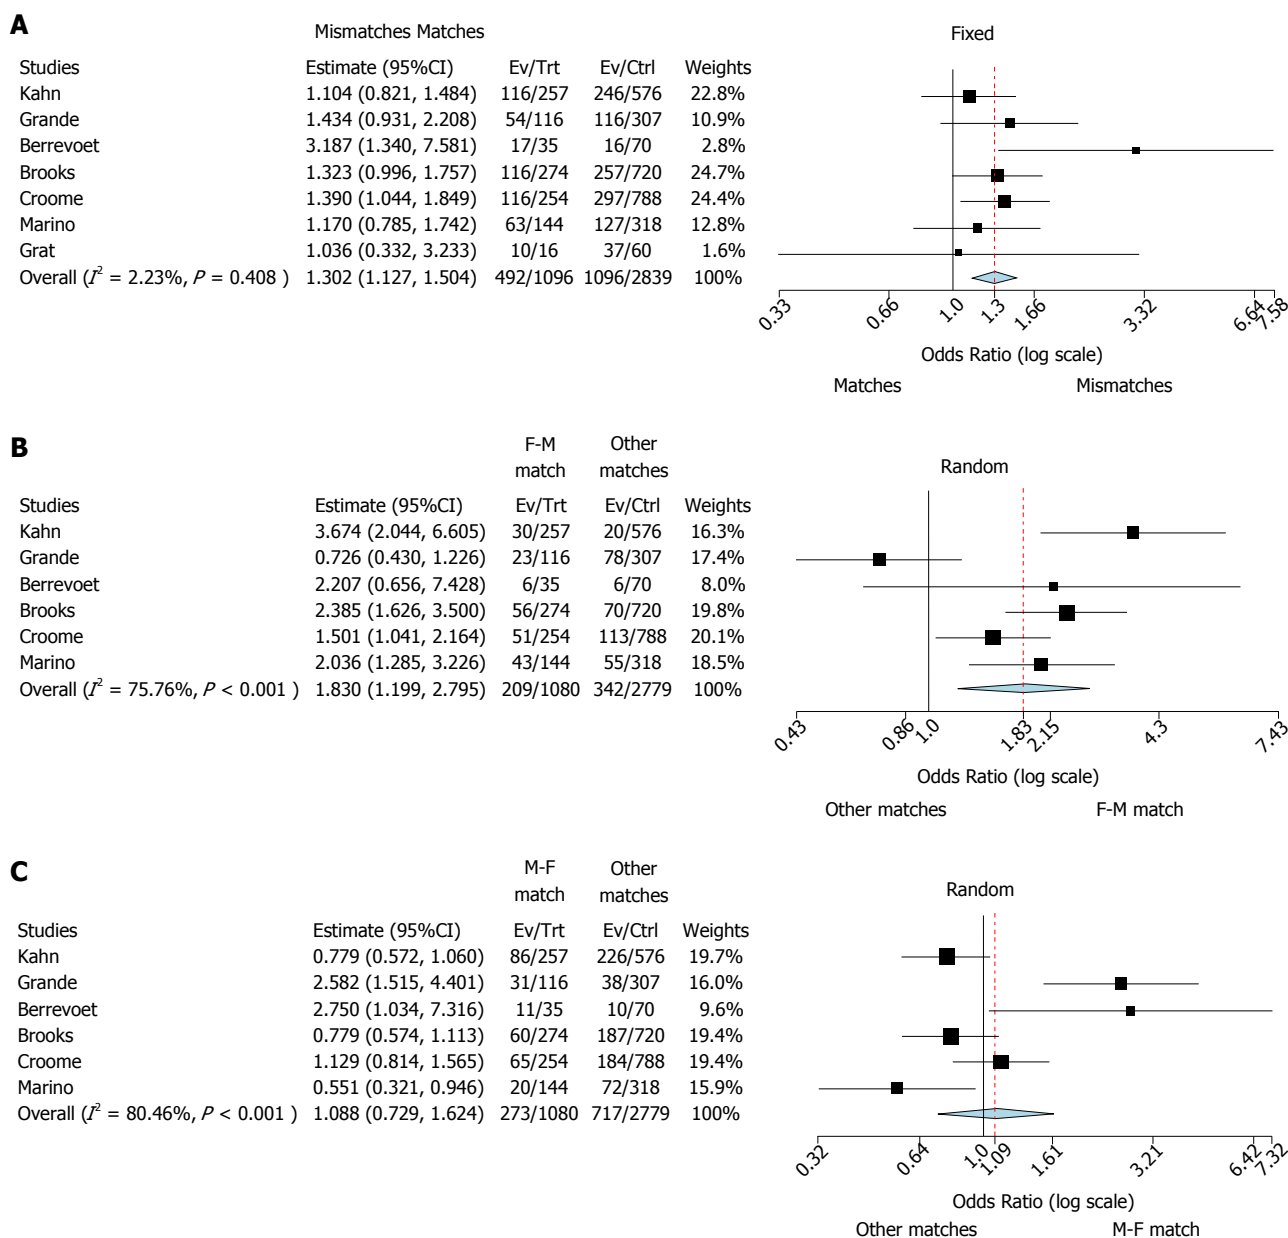 A
Mismatches Matches
Fixed
Studies Estimate (95%CI) Ev/Trt Ev/Ctrl Weights
Kahn 1.104 (0.821, 1.484) 116/257 246/576 22.8%
Grande 1.434 (0.931, 2.208) 54/116 116/307 10.9%
Berrevoet 3.187 (1.340, 7.581) 17/35 16/70 2.8%
Brooks 1.323 (0.996, 1.757) 116/274 257/720 24.7%
Croome 1.390 (1.044, 1.849) 116/254 297/788 24.4%
Marino 1.170 (0.785, 1.742) 63/144 127/318 12.8%
Grat 1.036 (0.332, 3.233) 10/16 37/60 1.6%
Overall (I² = 2.23%, P = 0.408 ) 1.302 (1.127, 1.504) 492/1096 1096/2839 100%
0.33 0.66 1.0 1.3 1.66 3.32 6.64 7.58
Odds Ratio (log scale)
Matches Mismatches
B
F-M Other
match matches
Random
Studies Estimate (95%CI) Ev/Trt Ev/Ctrl Weights
Kahn 3.674 (2.044, 6.605) 30/257 20/576 16.3%
Grande 0.726 (0.430, 1.226) 23/116 78/307 17.4%
Berrevoet 2.207 (0.656, 7.428) 6/35 6/70 8.0%
Brooks 2.385 (1.626, 3.500) 56/274 70/720 19.8%
Croome 1.501 (1.041, 2.164) 51/254 113/788 20.1%
Marino 2.036 (1.285, 3.226) 43/144 55/318 18.5%
Overall (I² = 75.76%, P < 0.001 ) 1.830 (1.199, 2.795) 209/1080 342/2779 100%
0.43 0.86 1.0 1.83 2.15 4.3 7.43
Odds Ratio (log scale)
Other matches F-M match
C
M-F Other
match matches
Random
Studies Estimate (95%CI) Ev/Trt Ev/Ctrl Weights
Kahn 0.779 (0.572, 1.060) 86/257 226/576 19.7%
Grande 2.582 (1.515, 4.401) 31/116 38/307 16.0%
Berrevoet 2.750 (1.034, 7.316) 11/35 10/70 9.6%
Brooks 0.779 (0.574, 1.113) 60/274 187/720 19.4%
Croome 1.129 (0.814, 1.565) 65/254 184/788 19.4%
Marino 0.551 (0.321, 0.946) 20/144 72/318 15.9%
Overall (I² = 80.46%, P < 0.001 ) 1.088 (0.729, 1.624) 273/1080 717/2779 100%
0.32 0.64 1.0 1.09 1.61 3.21 6.42 7.32
Odds Ratio (log scale)
Other matches M-F match